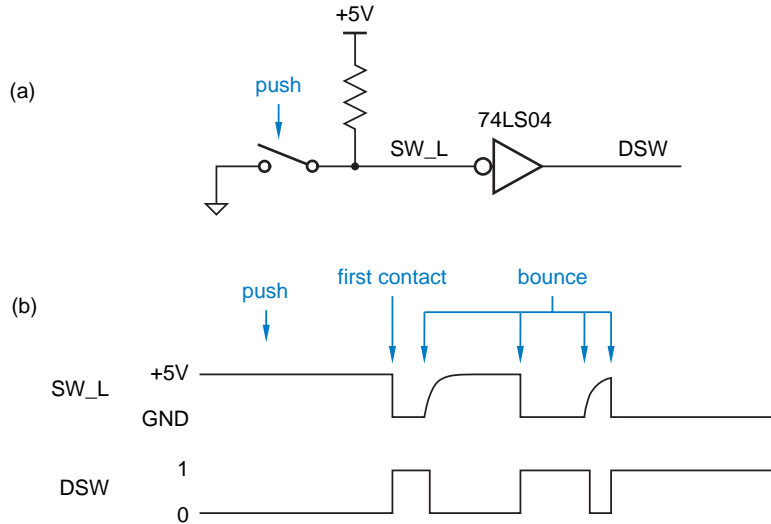 +5V
(a)
push
74LS04
SW_L
DSW
first contact
bounce
push
(b)
+5V
SW_L
GND
1
DSW
0